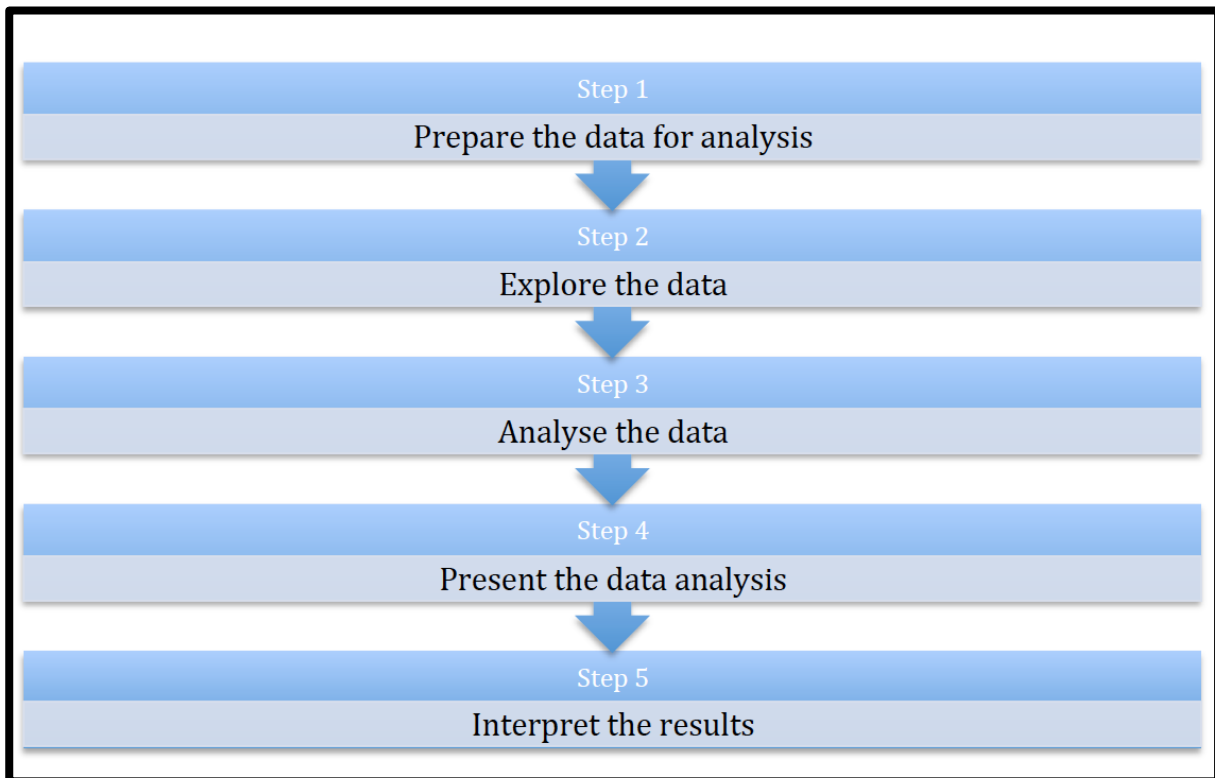 Step 1
Prepare the data for analysis
Step 2
Explore the data
Step 3
Analyse the data
Step 4
Present the data analysis
Step 5
Interpret the results